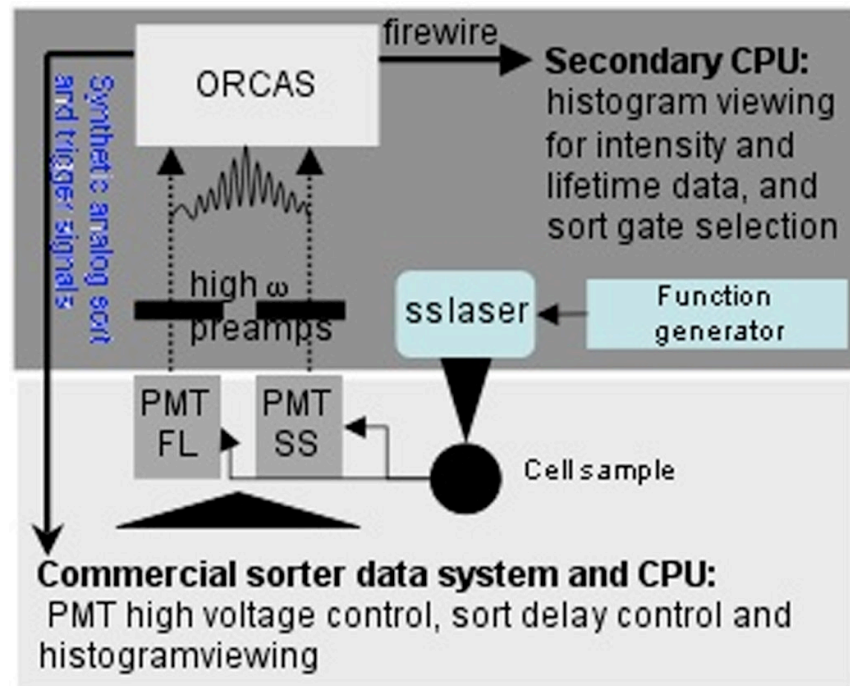 firewire
ORCAS
Secondary CPU:
histogram viewing
for intensity and
lifetime data, and
sort gate selection
Synthetic analog sort
and trigger signals
high ω
preamps
ss laser
Function
generator
PMT
FL
PMT
SS
Cell sample
Commercial sorter data system and CPU:
PMT high voltage control, sort delay control and
histogramviewing